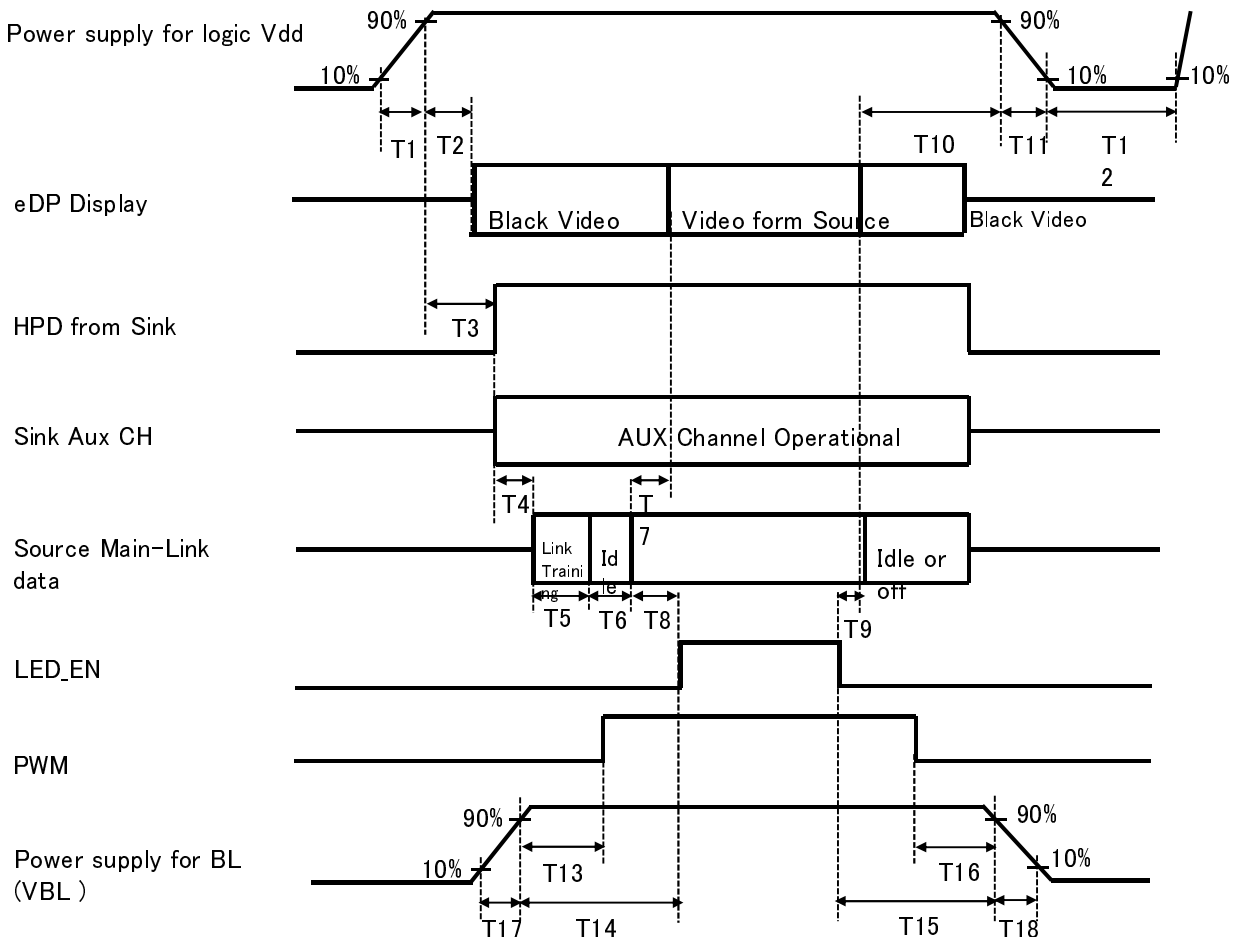 90%
90%
Power supply for logic Vdd
10%
10%
10%
T1
T2
T10
T11
T1
2
eDP Display
Black Video
Video form Source
Black Video
T3
HPD from Sink
Sink Aux CH
AUX Channel Operational
T4
T
7
Source Main-Link
data
Link
Traini
ng
Id
le
Idle or
off
T5
T6
T8
T9
LED_EN
PWM
90%
90%
Power supply for BL
(VBL )
10%
10%
T13
T16
T17
T14
T15
T18